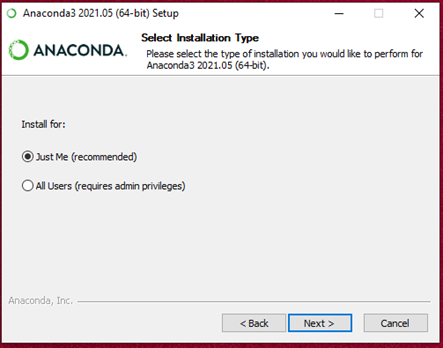 Anaconda3 2021.05 (64-bit) Setup
ANACONDA.
Select Installation Type
Please select the type of installation you would like to perform for
Anaconda3 2021.05 (64-bit).
Install for:
Just Me (recommended)
All Users (requires admin privileges)
Anaconda, Inc.
< Back
Next >
Cancel